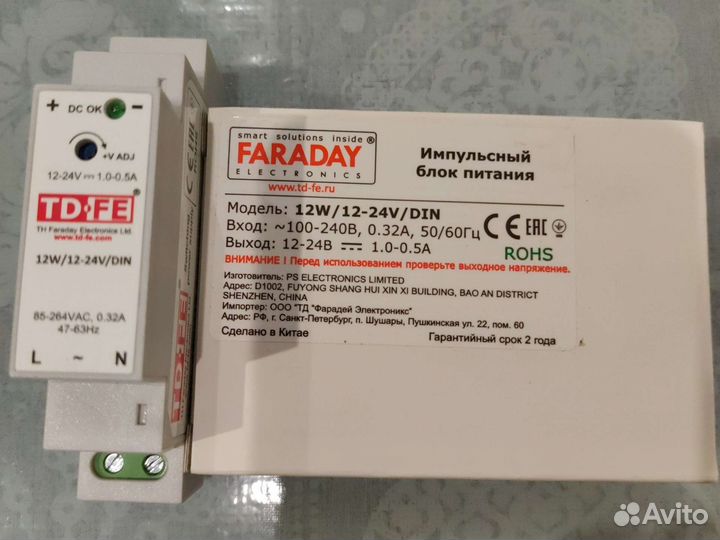 + DC OK -
+V ADJ
12-24V ⎓ 1.0-0.5A
TD-FE®
TH Faraday Electronics Ltd.
www.td-fe.com
12W/12-24V/DIN
85-264VAC, 0.32A
47-63Hz
L ~ N
smart solutions inside ®
FARADAY
ELECTRONICS
www.td-fe.ru
Импульсный
блок питания
Модель: 12W/12-24V/DIN
Вход: ~100-240В, 0.32А, 50/60Гц
Выход: 12-24В ⎓ 1.0-0.5А
CE EAC
ROHS
ВНИМАНИЕ ! Перед использованием проверьте выходное напряжение.
Изготовитель: PS ELECTRONICS LIMITED
Адрес: D1002, FUYONG SHANG HUI XIN XI BUILDING, BAO AN DISTRICT
SHENZHEN, CHINA
Импортер: ООО "ТД "Фарадей Электроникс"
Адрес: РФ, г. Санкт-Петербург, п. Шушары, Пушкинская ул. 22, пом. 60
Сделано в Китае
Гарантийный срок 2 года
Avito